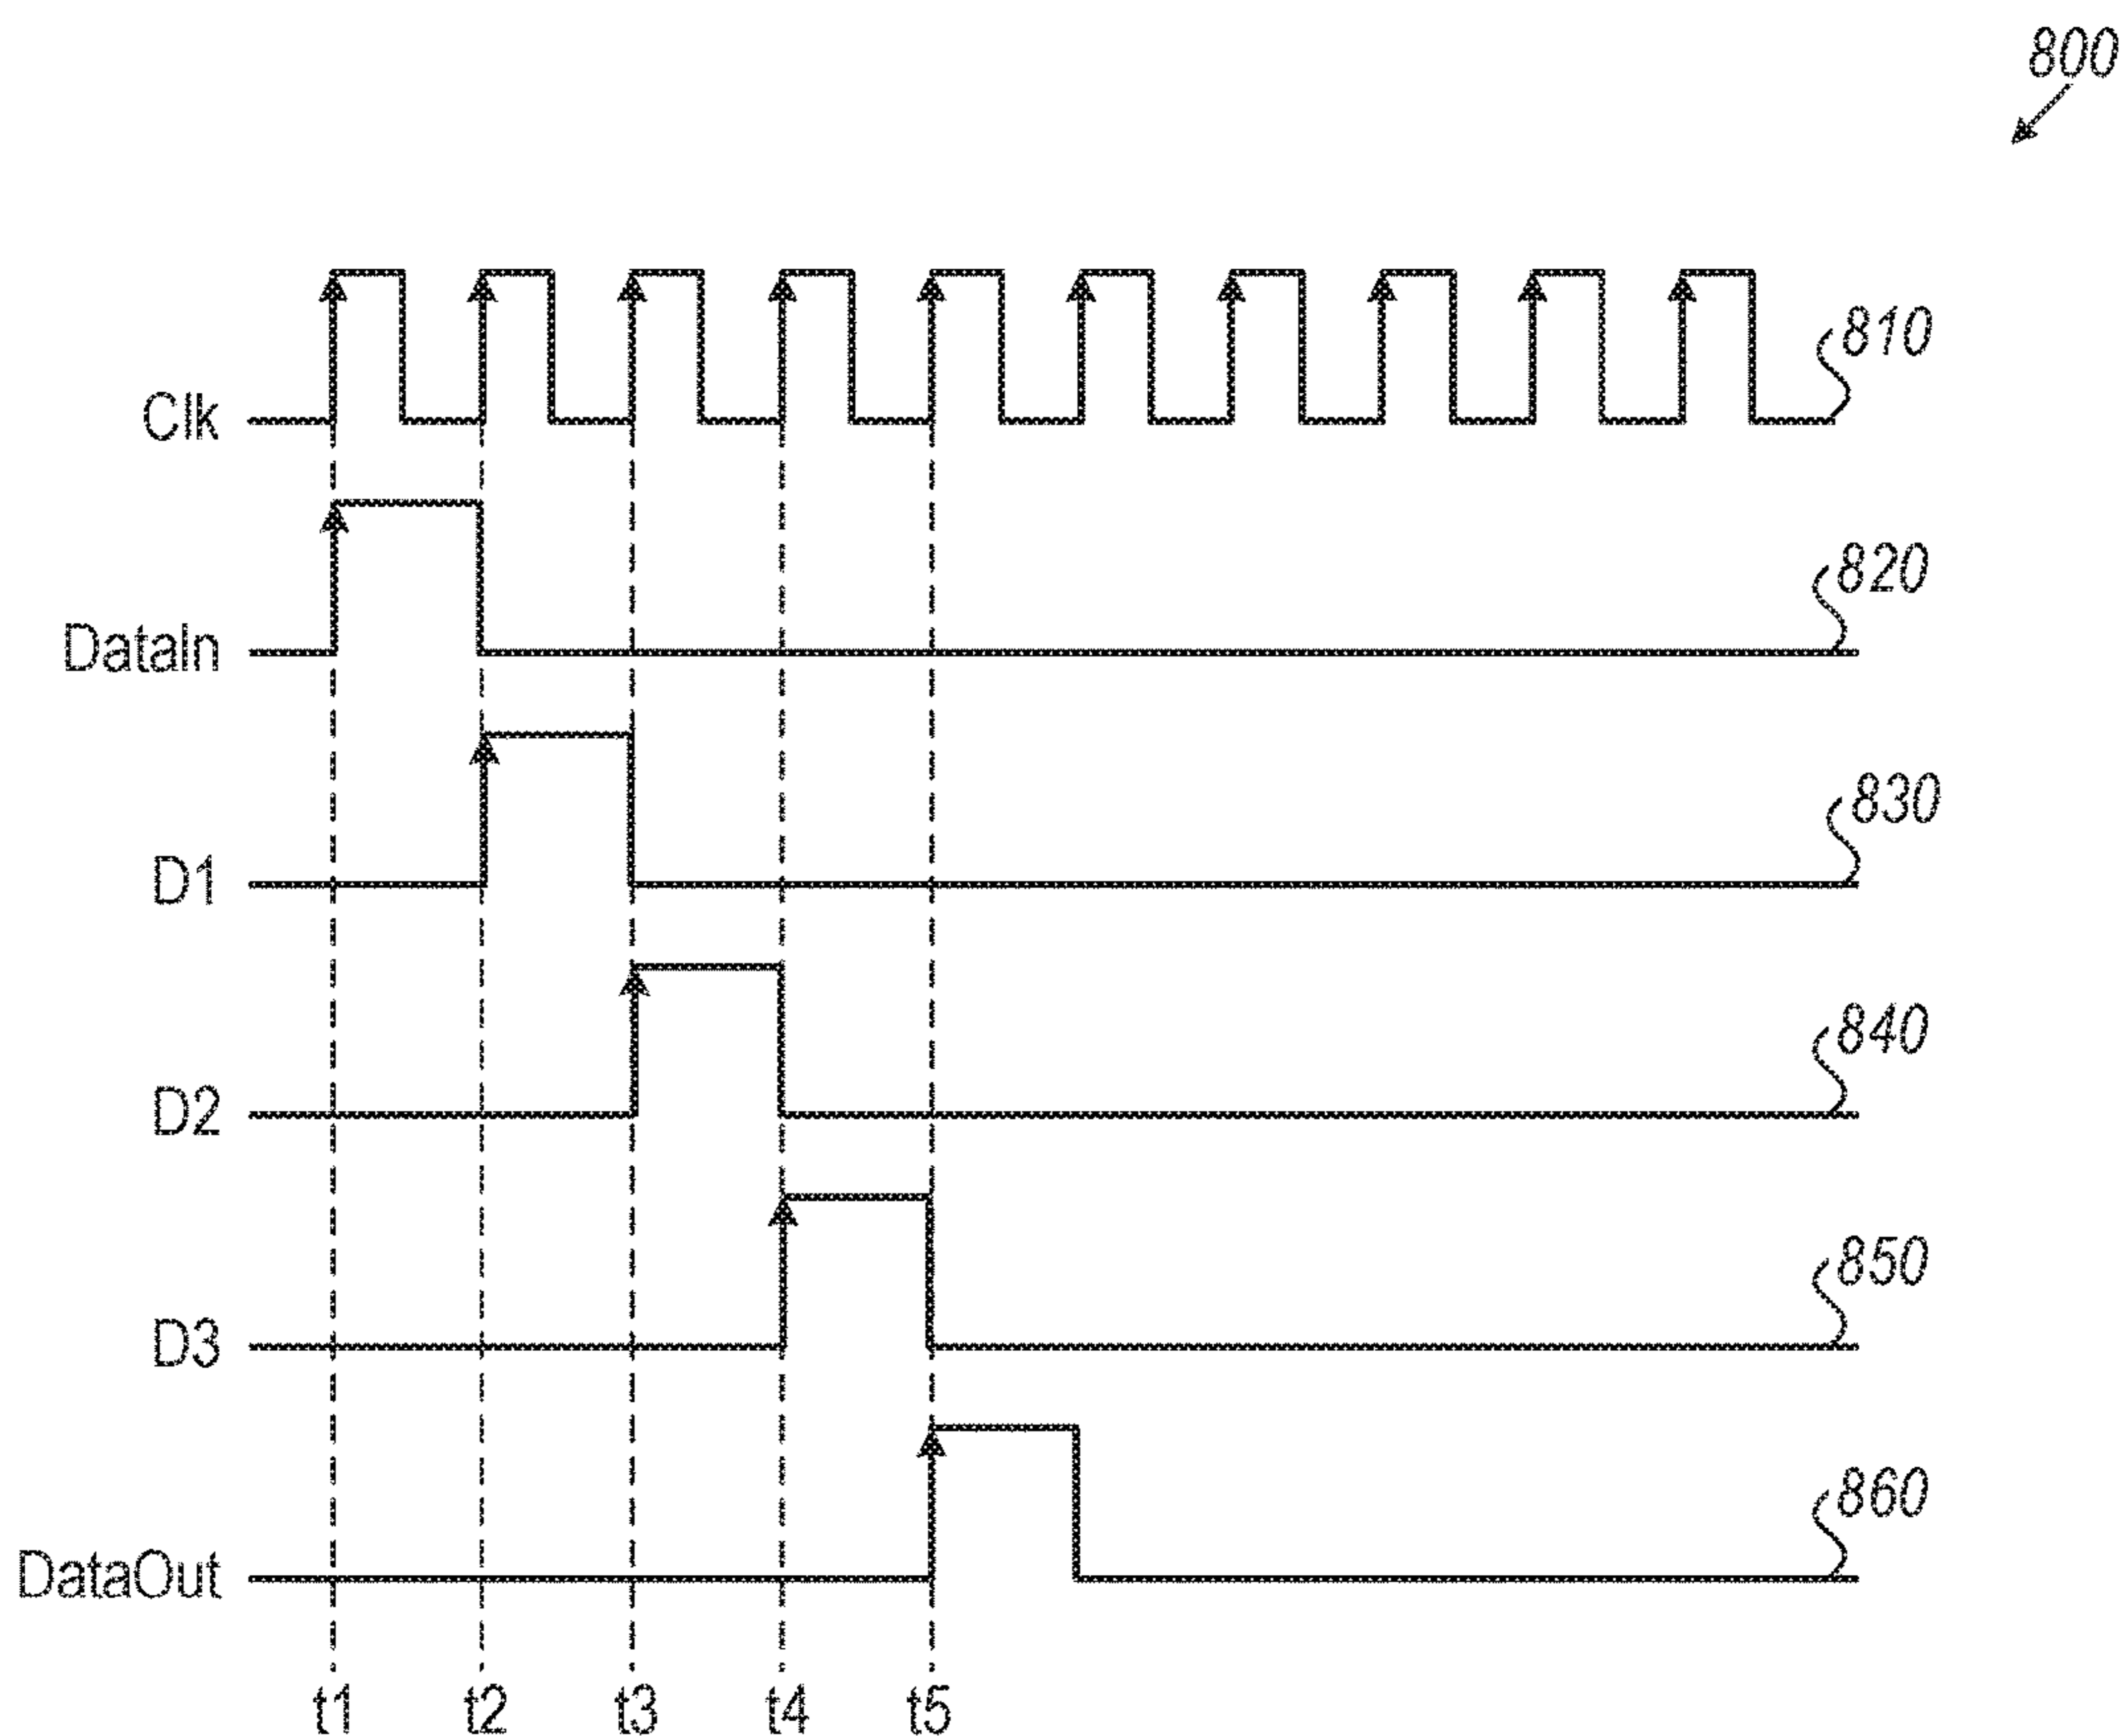 800
Clk
810
DataIn
820
D1
830
D2
840
D3
850
DataOut
860
t1 t2 t3 t4 t5